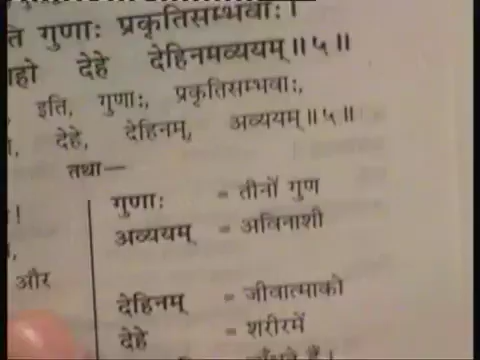 गुणाः प्रकृतिसम्भवाः।
देहे देहिनमव्ययम्॥५॥
इति, गुणाः, प्रकृतिसम्भवाः,
देहे, देहिनम्, अव्ययम्॥५॥
तथा—
गुणाः = तीनों गुण
अव्ययम् = अविनाशी
और
देहिनम् = जीवात्माको
देहे = शरीरमें